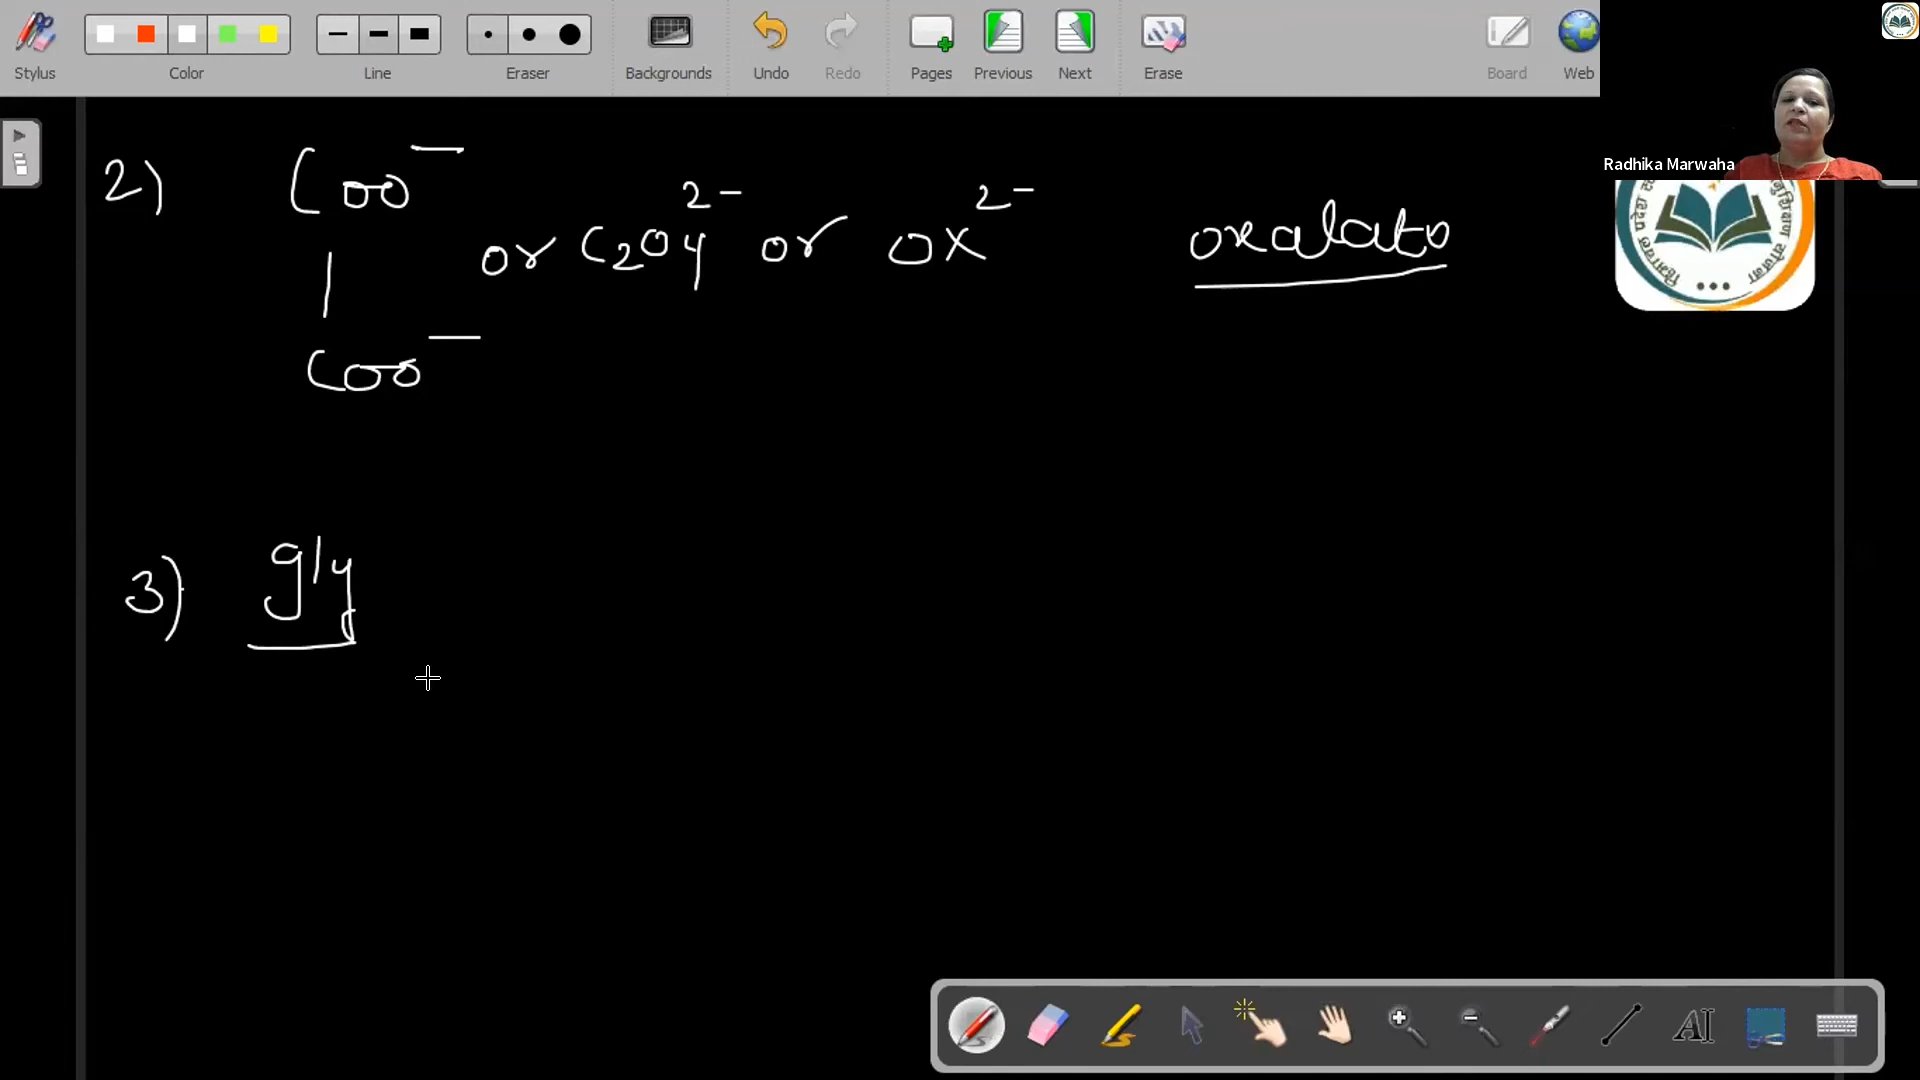 Stylus Color Line Eraser Backgrounds Undo Redo Pages Previous Next Erase Board Web
Radhika Marwaha
2) COO⁻
| or C₂O₄²⁻ or OX²⁻ oxalato
COO⁻
3) gly